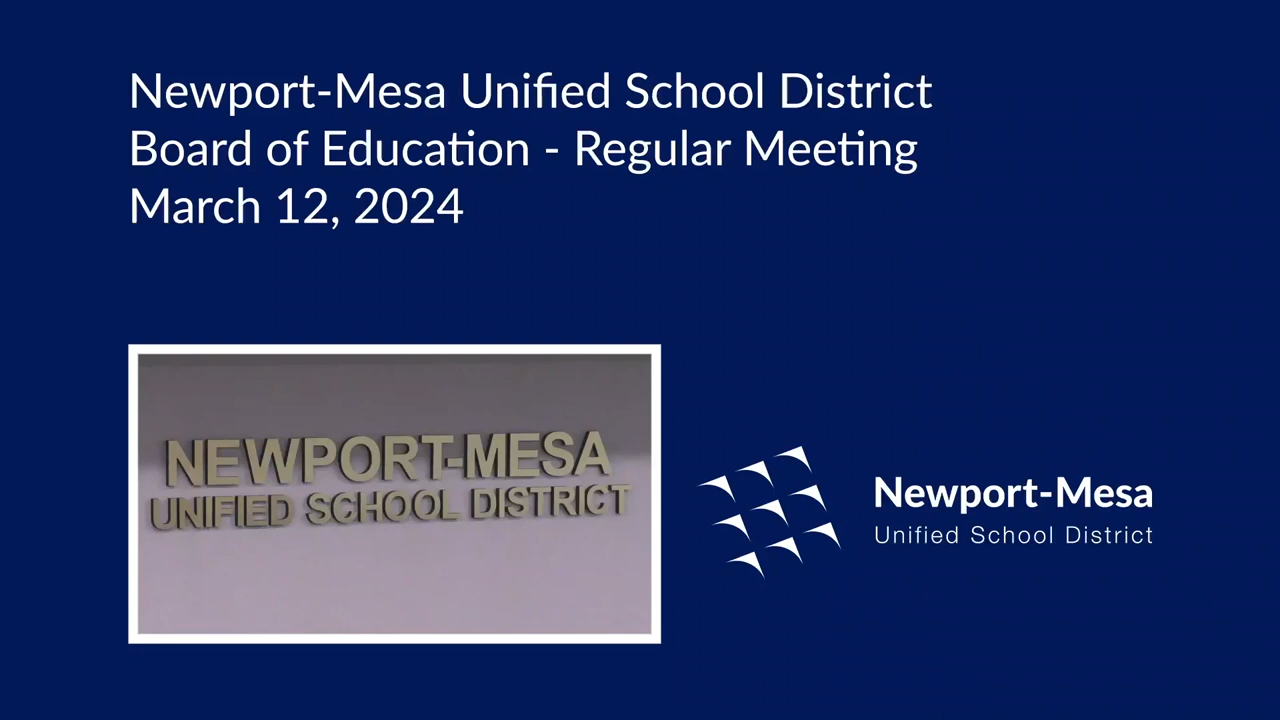 Newport-Mesa Unified School District
Board of Education - Regular Meeting
March 12, 2024
NEWPORT-MESA
UNIFIED SCHOOL DISTRICT
Newport-Mesa
Unified School District